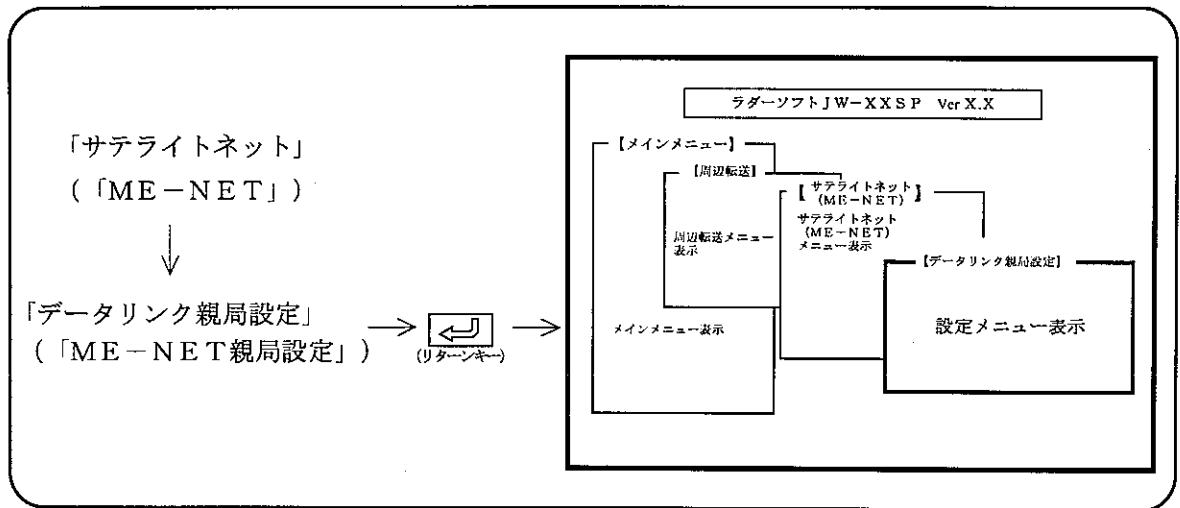 「サテライトネット」
(「ME-NET」)
「データリンク親局設定」
(「ME-NET親局設定」)
(リターンキー)
ラダーソフトJW-XXSP Ver X.X
【メインメニュー】
【周辺転送】
【サテライトネット
(ME-NET)】
サテライトネット
(ME-NET)
メニュー表示
周辺転送メニュー
表示
【データリンク親局設定】
メインメニュー表示
設定メニュー表示